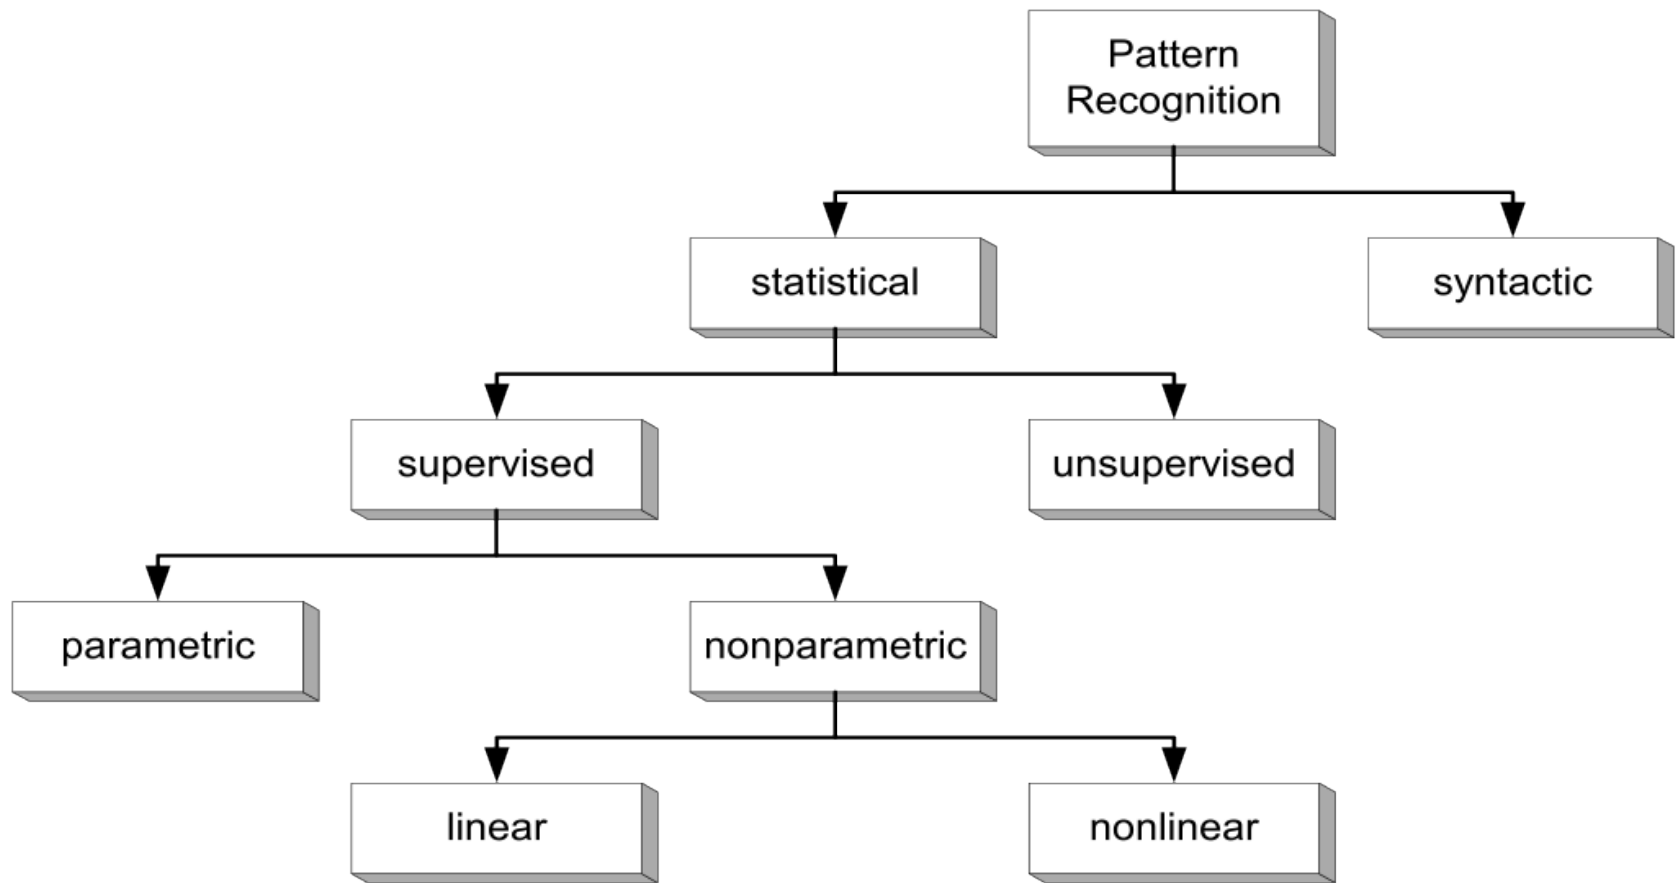 Pattern
Recognition
statistical
syntactic
supervised
unsupervised
parametric
nonparametric
linear
nonlinear